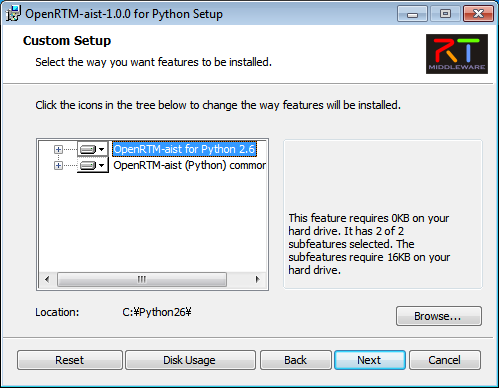 OpenRTM-aist-1.0.0 for Python Setup
Custom Setup
Select the way you want features to be installed.
RT
MIDDLEWARE
Click the icons in the tree below to change the way features will be installed.
OpenRTM-aist for Python 2.6
OpenRTM-aist (Python) common
This feature requires 0KB on your
hard drive. It has 2 of 2
subfeatures selected. The
subfeatures require 16KB on your
hard drive.
Location: C:¥Python26¥
Browse...
Reset Disk Usage Back Next Cancel